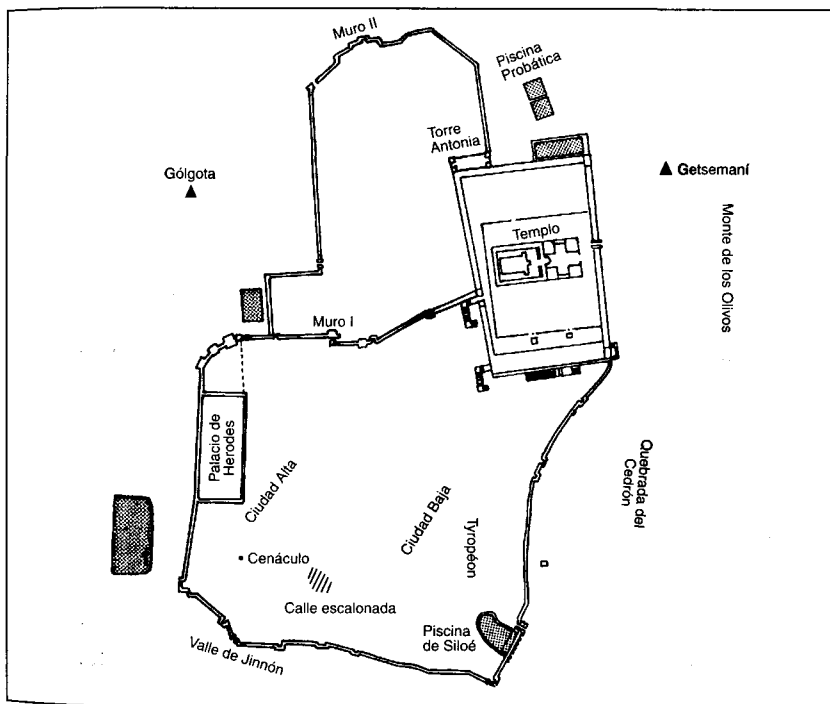 Muro II
Piscina
Probática
Torre
Antonia
Gólgota
Getsemaní
Templo
Monte de los Olivos
Muro I
Palacio de
Herodes
Ciudad Alta
Ciudad Baja
Tyropéon
Quebrada del
Cedrón
Cenáculo
Calle escalonada
Piscina
de Siloé
Valle de Jinnón